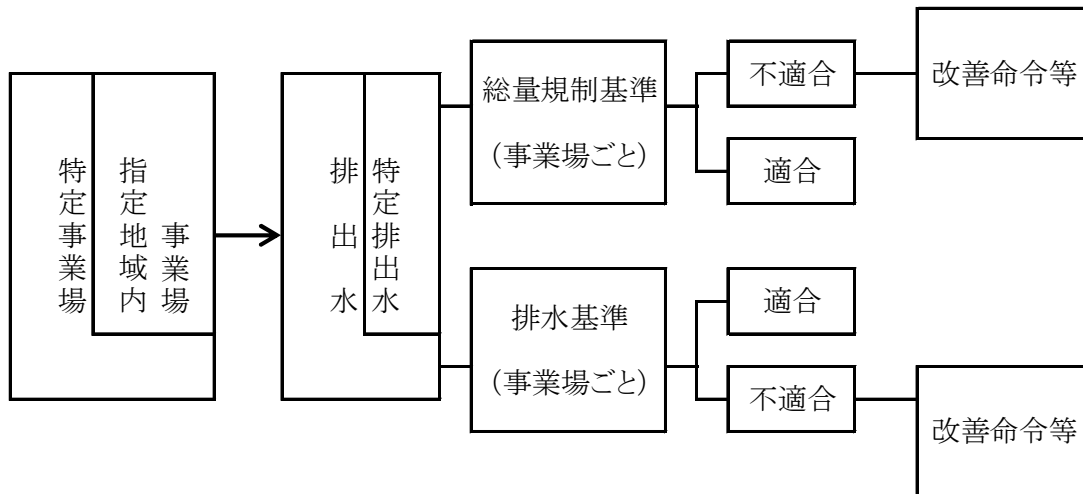 特定事業場
指定地域内
事業場
排出水
特定排出水
総量規制基準
(事業場ごと)
不適合
改善命令等
適合
排水基準
(事業場ごと)
適合
不適合
改善命令等